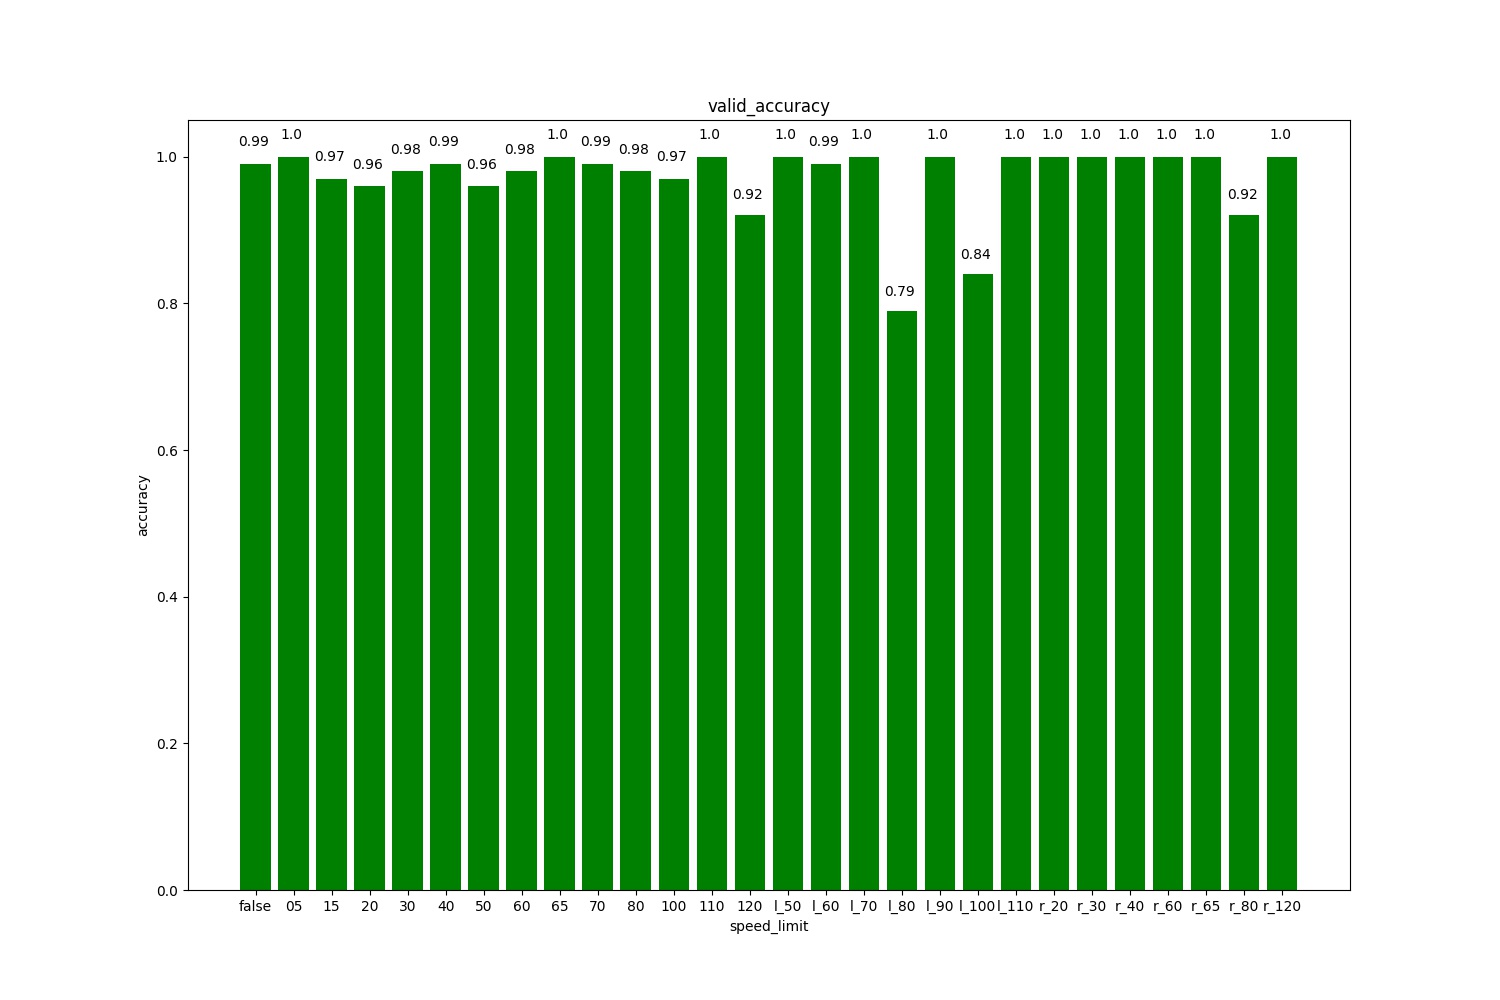 valid_accuracy
0.99 1.0 0.97 0.96 0.98 0.99 0.96 0.98 1.0 0.99 0.98 0.97 1.0 0.92 1.0 0.99 1.0 0.79 1.0 0.84 1.0 1.0 1.0 1.0 1.0 1.0 0.92 1.0
1.0
0.8
0.6
0.4
0.2
0.0
accuracy
false 05 15 20 30 40 50 60 65 70 80 100 110 120 l_50 l_60 l_70 l_80 l_90 l_100 l_110 r_20 r_30 r_40 r_60 r_65 r_80 r_120
speed_limit